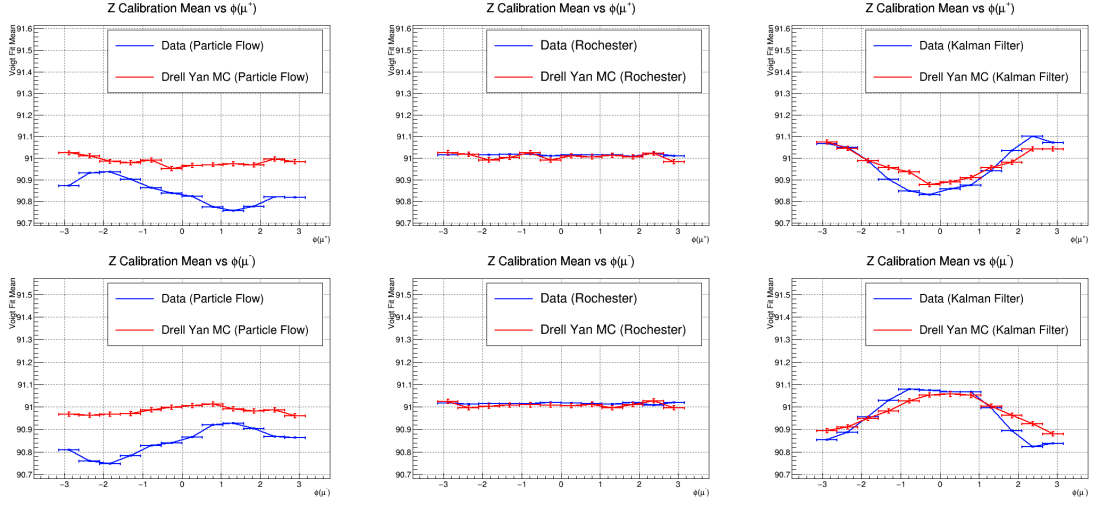 Z Calibration Mean vs ϕ(μ⁺)
Voigt Fit Mean
91.6
91.5
91.4
91.3
91.2
91.1
91
90.9
90.8
90.7
Data (Particle Flow)
Drell Yan MC (Particle Flow)
−3 −2 −1 0 1 2 3
ϕ(μ⁺)
Z Calibration Mean vs ϕ(μ⁺)
Voigt Fit Mean
91.6
91.5
91.4
91.3
91.2
91.1
91
90.9
90.8
90.7
Data (Rochester)
Drell Yan MC (Rochester)
−3 −2 −1 0 1 2 3
ϕ(μ⁺)
Z Calibration Mean vs ϕ(μ⁺)
Voigt Fit Mean
91.6
91.5
91.4
91.3
91.2
91.1
91
90.9
90.8
90.7
Data (Kalman Filter)
Drell Yan MC (Kalman Filter)
−3 −2 −1 0 1 2 3
ϕ(μ⁺)
Z Calibration Mean vs ϕ(μ⁻)
Voigt Fit Mean
91.5
91.4
91.3
91.2
91.1
91
90.9
90.8
90.7
Data (Particle Flow)
Drell Yan MC (Particle Flow)
−3 −2 −1 0 1 2 3
ϕ(μ⁻)
Z Calibration Mean vs ϕ(μ⁻)
Voigt Fit Mean
91.5
91.4
91.3
91.2
91.1
91
90.9
90.8
90.7
Data (Rochester)
Drell Yan MC (Rochester)
−3 −2 −1 0 1 2 3
ϕ(μ⁻)
Z Calibration Mean vs ϕ(μ⁻)
Voigt Fit Mean
91.5
91.4
91.3
91.2
91.1
91
90.9
90.8
90.7
Data (Kalman Filter)
Drell Yan MC (Kalman Filter)
−3 −2 −1 0 1 2 3
ϕ(μ⁻)